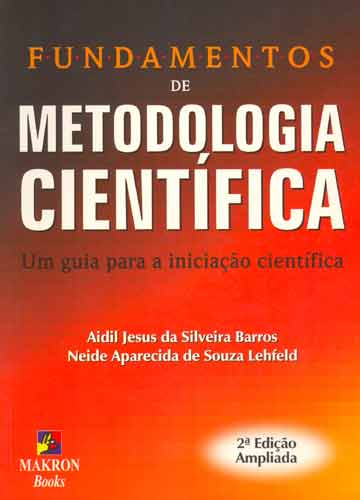 FUNDAMENTOS
DE
METODOLOGIA
CIENTÍFICA
Um guia para a iniciação científica
Aidil Jesus da Silveira Barros
Neide Aparecida de Souza Lehfeld
2ª Edição
Ampliada
MAKRON
Books